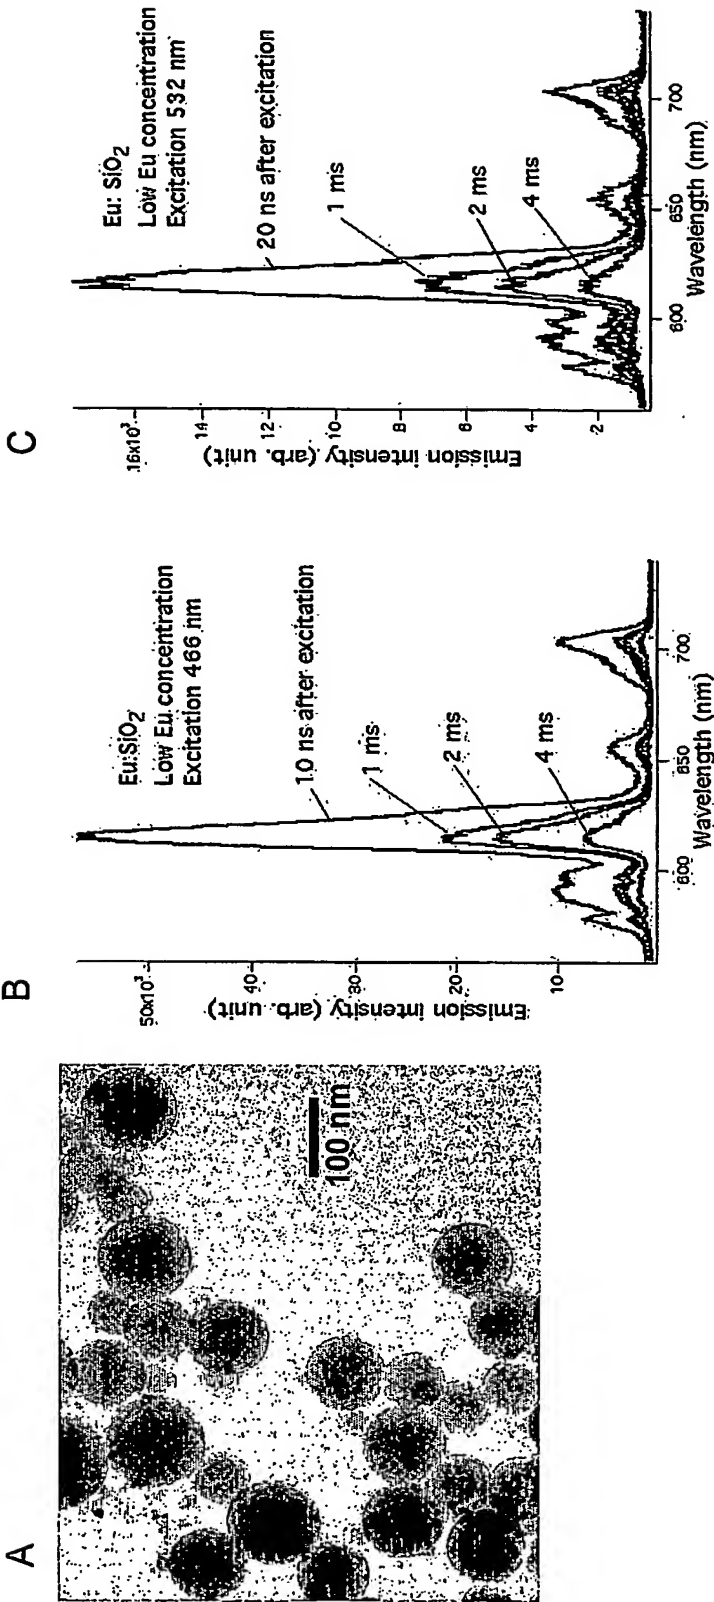 A
100 nm
B
Eu:SiO2
Low Eu concentration
Excitation 466 nm
10 ns after excitation
1 ms
2 ms
4 ms
50x10³
40
30
20
10
Emission intensity (arb. unit)
600
650
700
Wavelength (nm)
C
Eu: SiO2
Low Eu concentration
Excitation 532 nm
20 ns after excitation
1 ms
2 ms
4 ms
16x10³
14
12
10
8
6
4
2
Emission intensity (arb. unit)
600
650
700
Wavelength (nm)